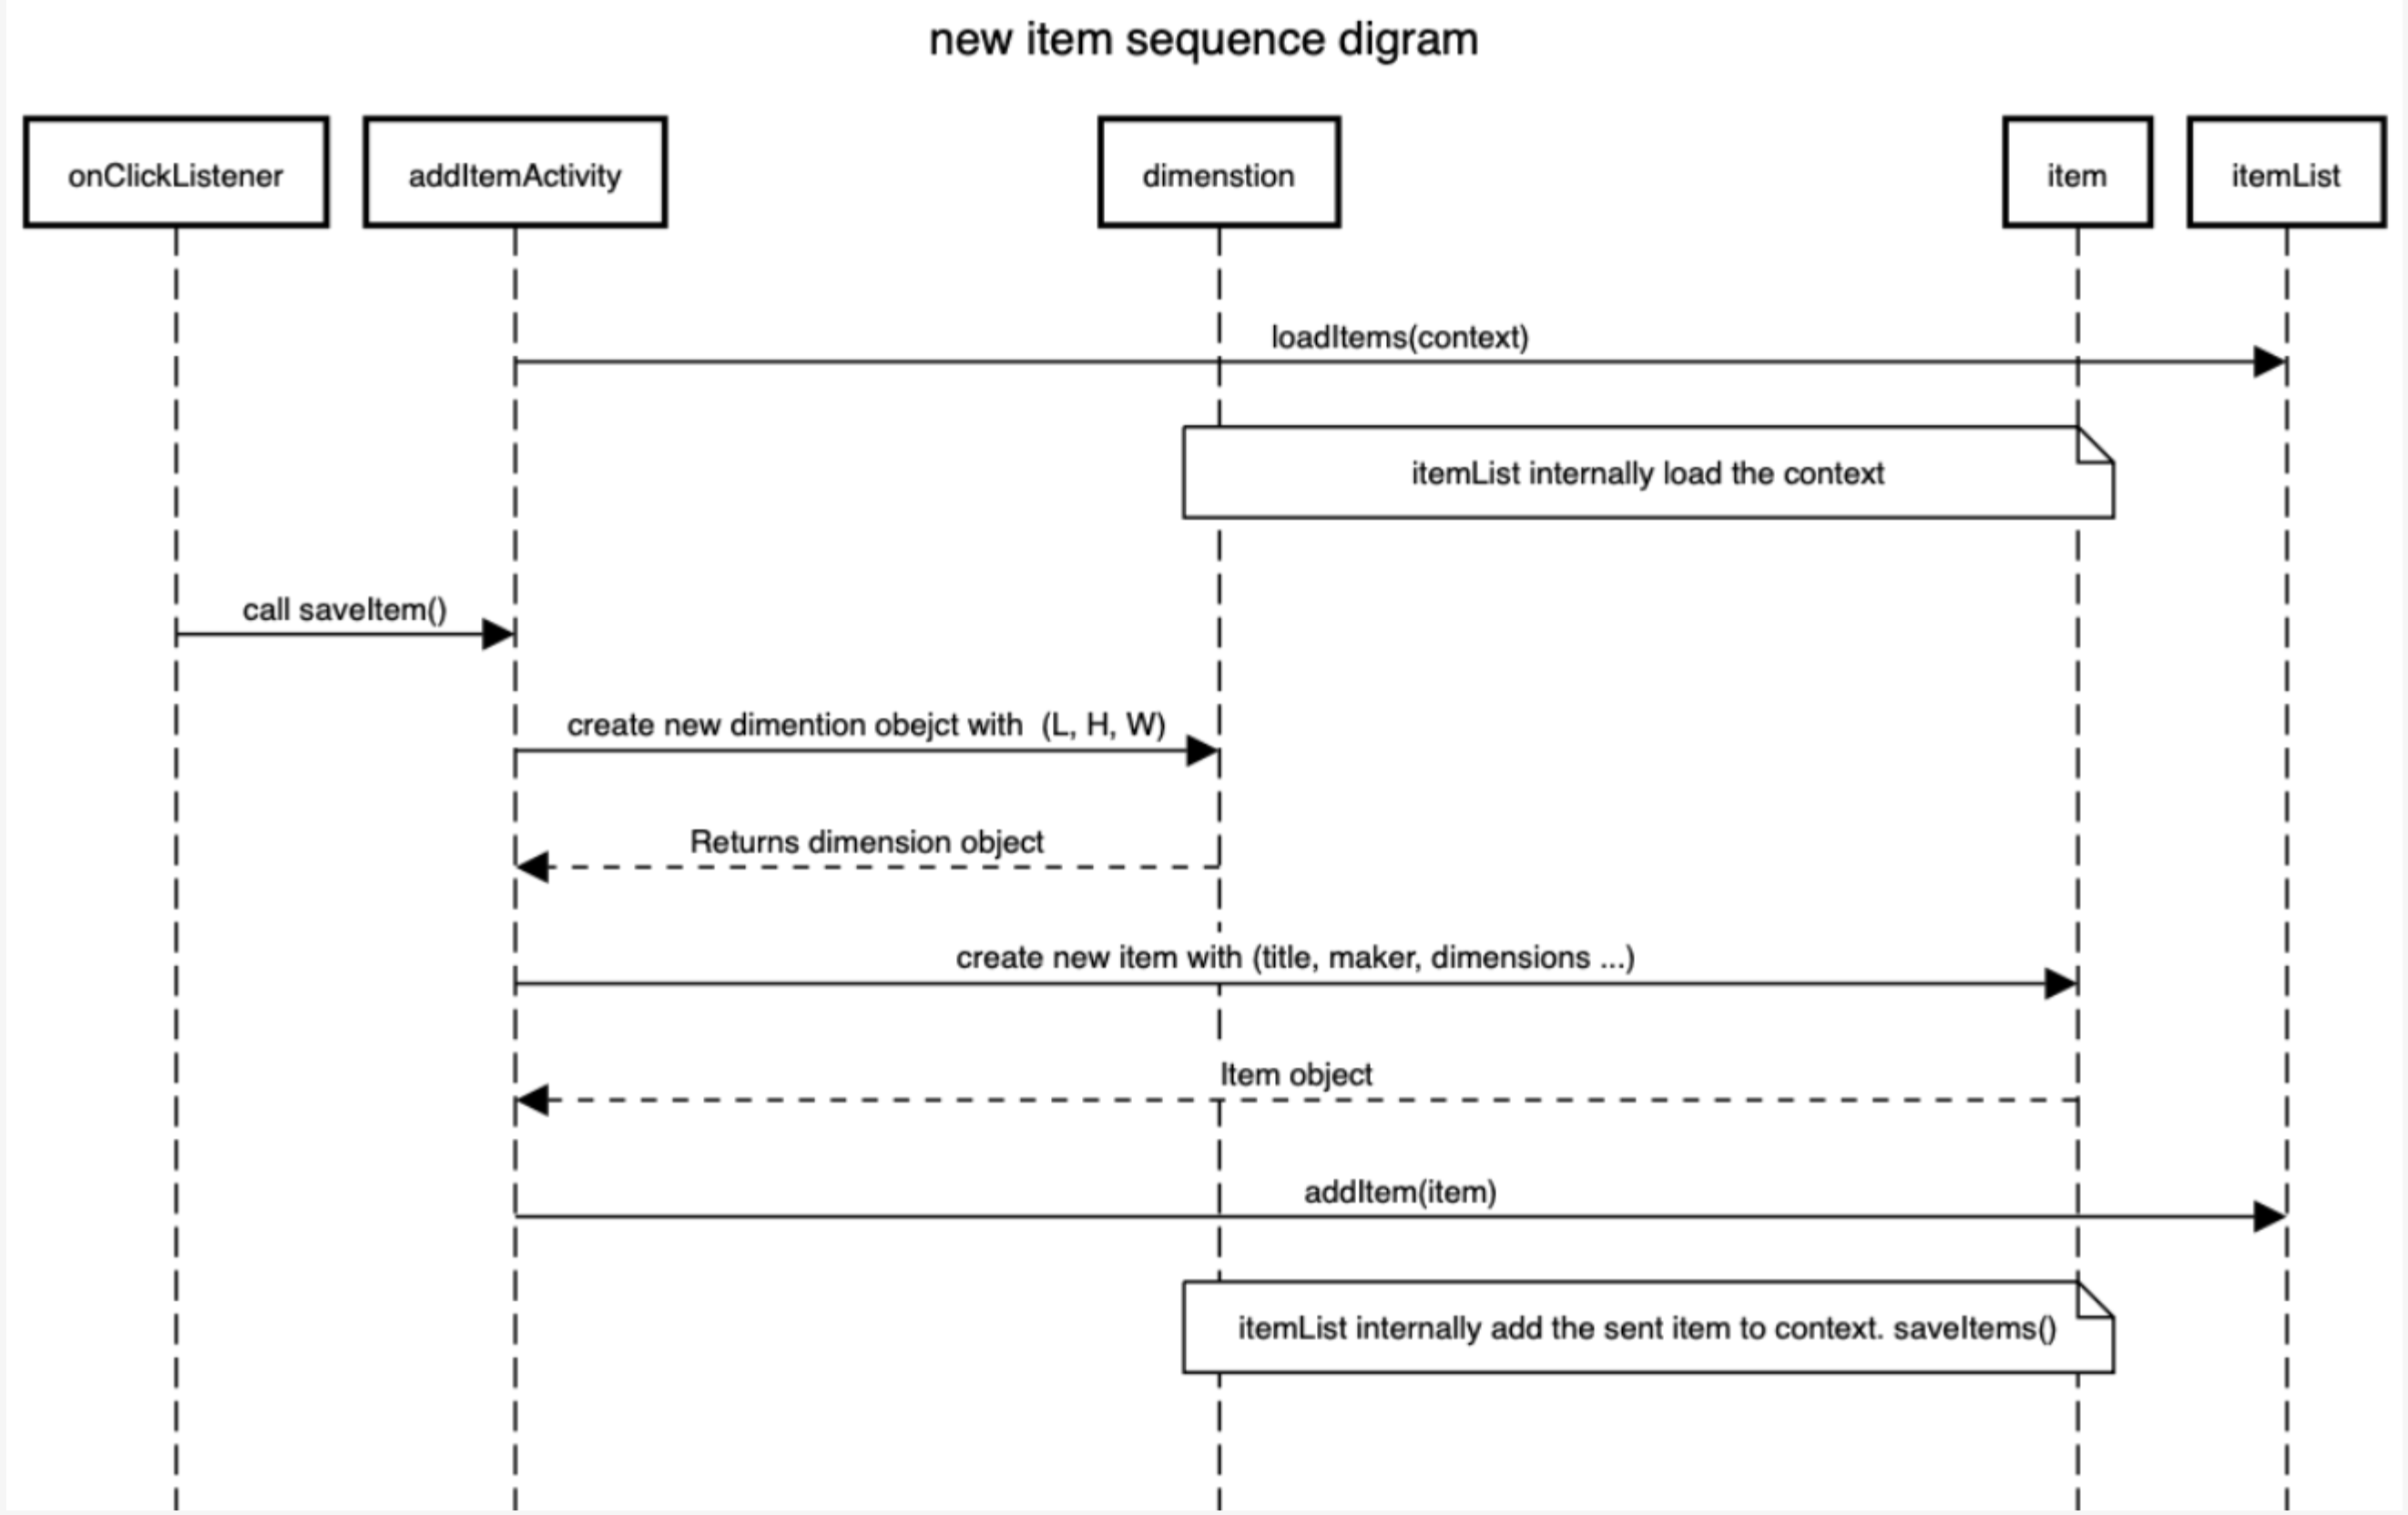 new item sequence digram
onClickListener
addItemActivity
dimenstion
item
itemList
loadItems(context)
itemList internally load the context
call saveItem()
create new dimention obejct with  (L, H, W)
Returns dimension object
create new item with (title, maker, dimensions ...)
Item object
addItem(item)
itemList internally add the sent item to context. saveItems()